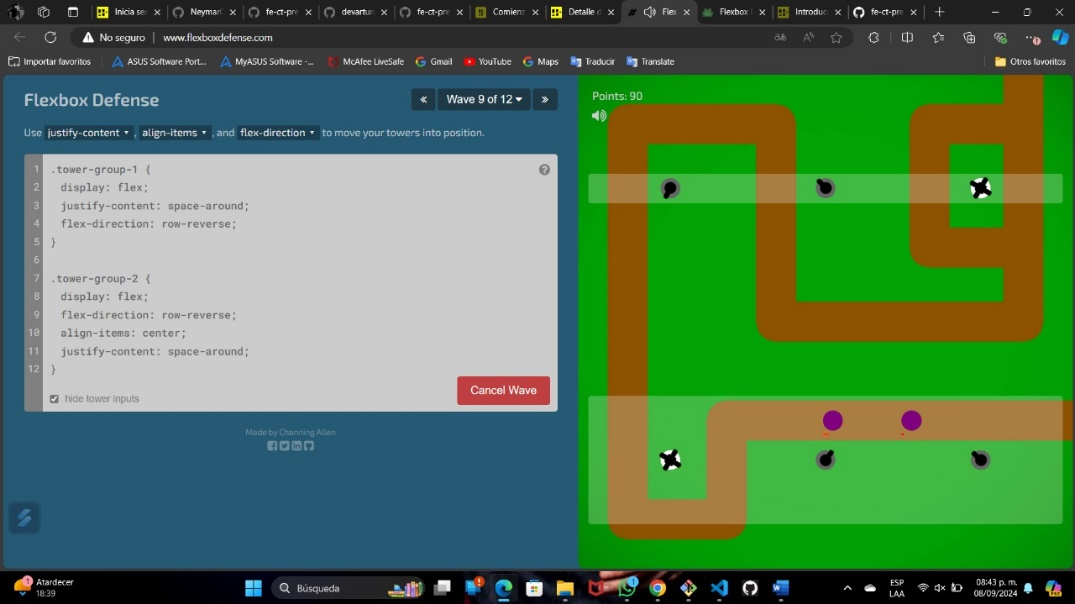 Inicia se
Neymar
fe-ct-pre
devartur
fe-ct-pre
Comienz
Detalle d
Flex
Flexbox
Introduc
fe-ct-pre
No seguro
www.flexboxdefense.com
Importar favoritos
ASUS Software Port...
MyASUS Software -...
McAfee LiveSafe
Gmail
YouTube
Maps
Traducir
Translate
Otros favoritos
Flexbox Defense
« Wave 9 of 12 »
Use justify-content , align-items , and flex-direction to move your towers into position.
1 .tower-group-1 {
2 display: flex;
3 justify-content: space-around;
4 flex-direction: row-reverse;
5 }
6
7 .tower-group-2 {
8 display: flex;
9 flex-direction: row-reverse;
10 align-items: center;
11 justify-content: space-around;
12 }
?
hide tower inputs
Cancel Wave
Made by Channing Allen
Points: 90
Atardecer
18:39
Búsqueda
ESP
LAA
08:43 p. m.
08/09/2024